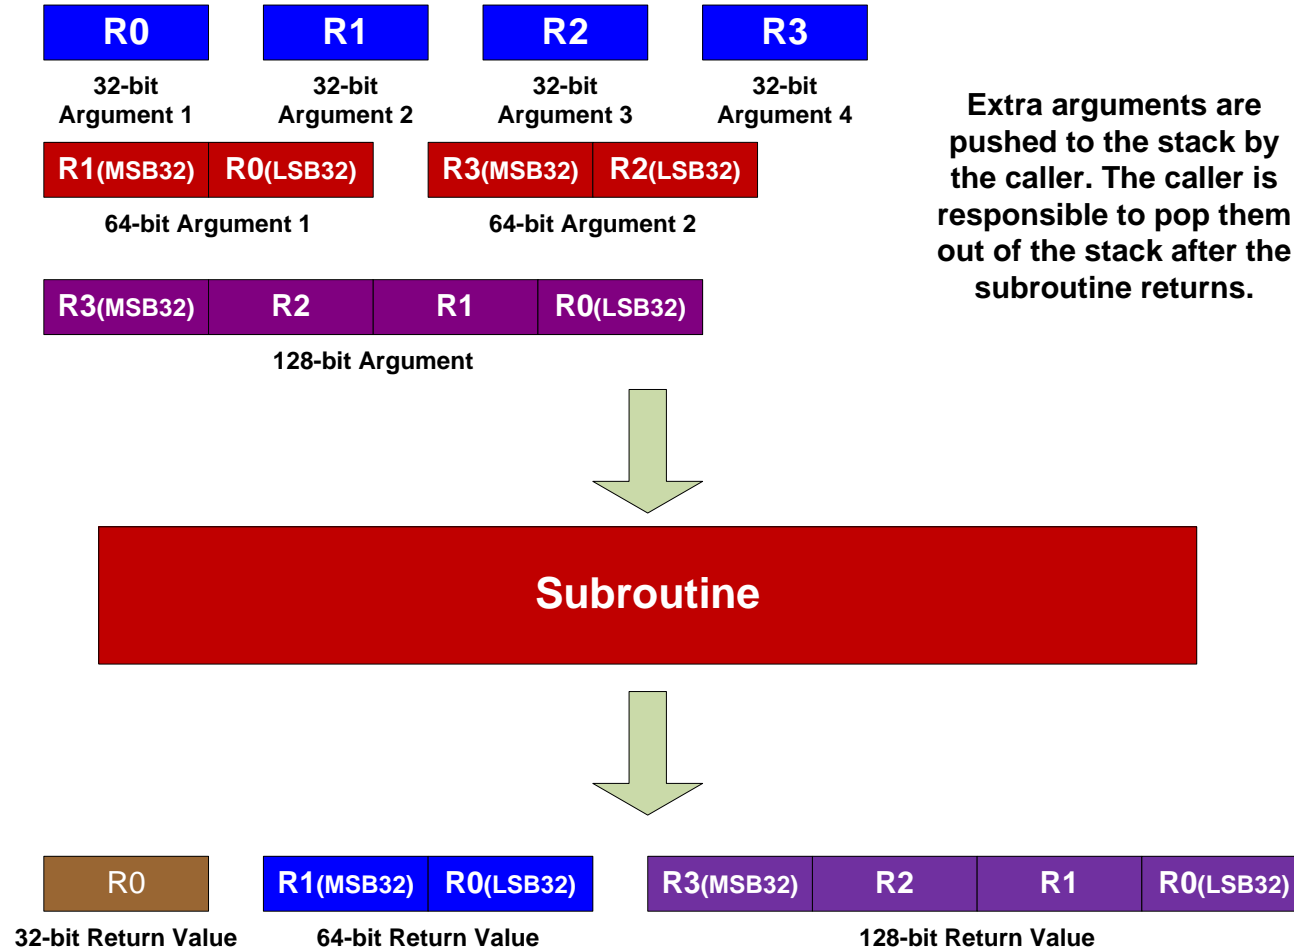 R0 R1 R2 R3
32-bit 32-bit 32-bit 32-bit
Argument 1 Argument 2 Argument 3 Argument 4
R1(MSB32) R0(LSB32) R3(MSB32) R2(LSB32)
64-bit Argument 1 64-bit Argument 2
R3(MSB32) R2 R1 R0(LSB32)
128-bit Argument
Extra arguments are
pushed to the stack by
the caller. The caller is
responsible to pop them
out of the stack after the
subroutine returns.
Subroutine
R0 R1(MSB32) R0(LSB32) R3(MSB32) R2 R1 R0(LSB32)
32-bit Return Value 64-bit Return Value 128-bit Return Value